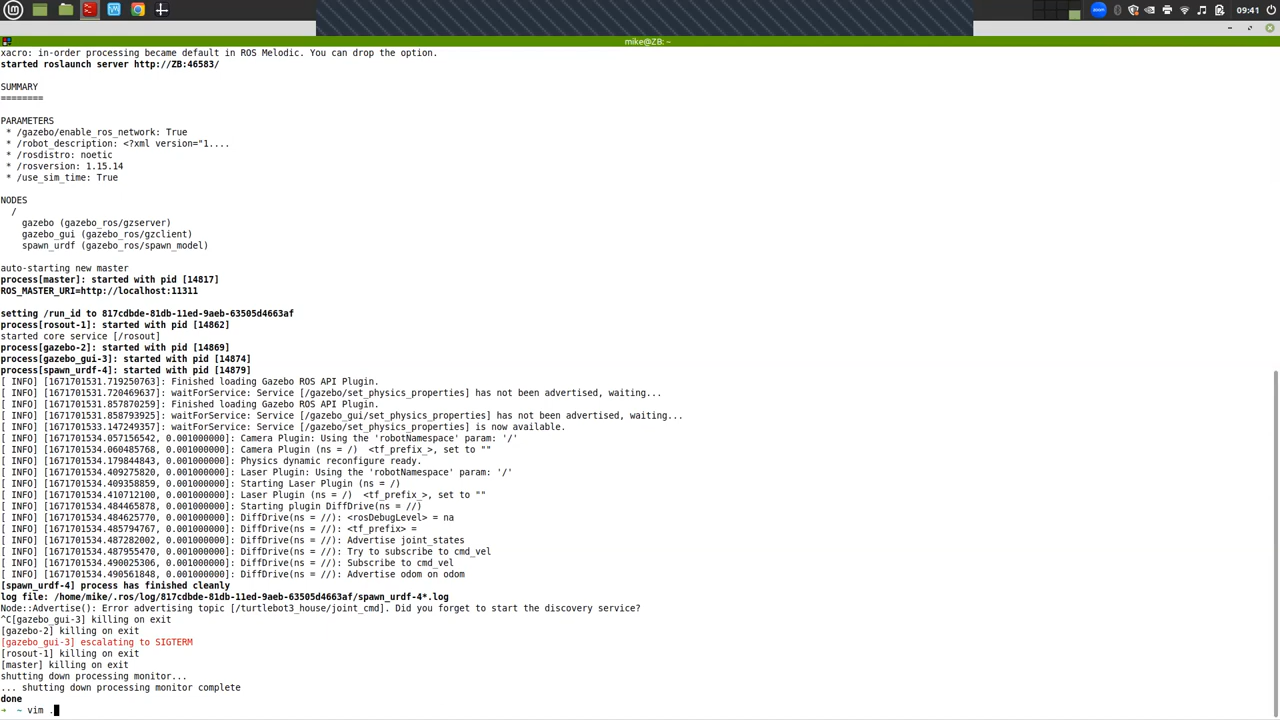 zoom
09:41
mike@ZB: ~
xacro: in-order processing became default in ROS Melodic. You can drop the option.
started roslaunch server http://ZB:46583/
SUMMARY
========
PARAMETERS
* /gazebo/enable_ros_network: True
* /robot_description: <?xml version="1....
* /rosdistro: noetic
* /rosversion: 1.15.14
* /use_sim_time: True
NODES
/
gazebo (gazebo_ros/gzserver)
gazebo_gui (gazebo_ros/gzclient)
spawn_urdf (gazebo_ros/spawn_model)
auto-starting new master
process[master]: started with pid [14817]
ROS_MASTER_URI=http://localhost:11311
setting /run_id to 817cdbde-81db-11ed-9aeb-63505d4663af
process[rosout-1]: started with pid [14862]
started core service [/rosout]
process[gazebo-2]: started with pid [14869]
process[gazebo_gui-3]: started with pid [14874]
process[spawn_urdf-4]: started with pid [14879]
[ INFO] [1671701531.719250763]: Finished loading Gazebo ROS API Plugin.
[ INFO] [1671701531.720469637]: waitForService: Service [/gazebo/set_physics_properties] has not been advertised, waiting...
[ INFO] [1671701531.857870259]: Finished loading Gazebo ROS API Plugin.
[ INFO] [1671701531.858793925]: waitForService: Service [/gazebo_gui/set_physics_properties] has not been advertised, waiting...
[ INFO] [1671701533.147249357]: waitForService: Service [/gazebo/set_physics_properties] is now available.
[ INFO] [1671701534.057156542, 0.001000000]: Camera Plugin: Using the 'robotNamespace' param: '/'
[ INFO] [1671701534.060485768, 0.001000000]: Camera Plugin (ns = /)  <tf_prefix_>, set to ""
[ INFO] [1671701534.179844843, 0.001000000]: Physics dynamic reconfigure ready.
[ INFO] [1671701534.409275820, 0.001000000]: Laser Plugin: Using the 'robotNamespace' param: '/'
[ INFO] [1671701534.409358859, 0.001000000]: Starting Laser Plugin (ns = /)
[ INFO] [1671701534.410712100, 0.001000000]: Laser Plugin (ns = /)  <tf_prefix_>, set to ""
[ INFO] [1671701534.484465878, 0.001000000]: Starting plugin DiffDrive(ns = //)
[ INFO] [1671701534.484625770, 0.001000000]: DiffDrive(ns = //): <rosDebugLevel> = na
[ INFO] [1671701534.485794767, 0.001000000]: DiffDrive(ns = //): <tf_prefix> =
[ INFO] [1671701534.487282002, 0.001000000]: DiffDrive(ns = //): Advertise joint_states
[ INFO] [1671701534.487955470, 0.001000000]: DiffDrive(ns = //): Try to subscribe to cmd_vel
[ INFO] [1671701534.490025306, 0.001000000]: DiffDrive(ns = //): Subscribe to cmd_vel
[ INFO] [1671701534.490561848, 0.001000000]: DiffDrive(ns = //): Advertise odom on odom
[spawn_urdf-4] process has finished cleanly
log file: /home/mike/.ros/log/817cdbde-81db-11ed-9aeb-63505d4663af/spawn_urdf-4*.log
Node::Advertise(): Error advertising topic [/turtlebot3_house/joint_cmd]. Did you forget to start the discovery service?
^C[gazebo_gui-3] killing on exit
[gazebo-2] killing on exit
[gazebo_gui-3] escalating to SIGTERM
[rosout-1] killing on exit
[master] killing on exit
shutting down processing monitor...
... shutting down processing monitor complete
done
➜  ~ vim .